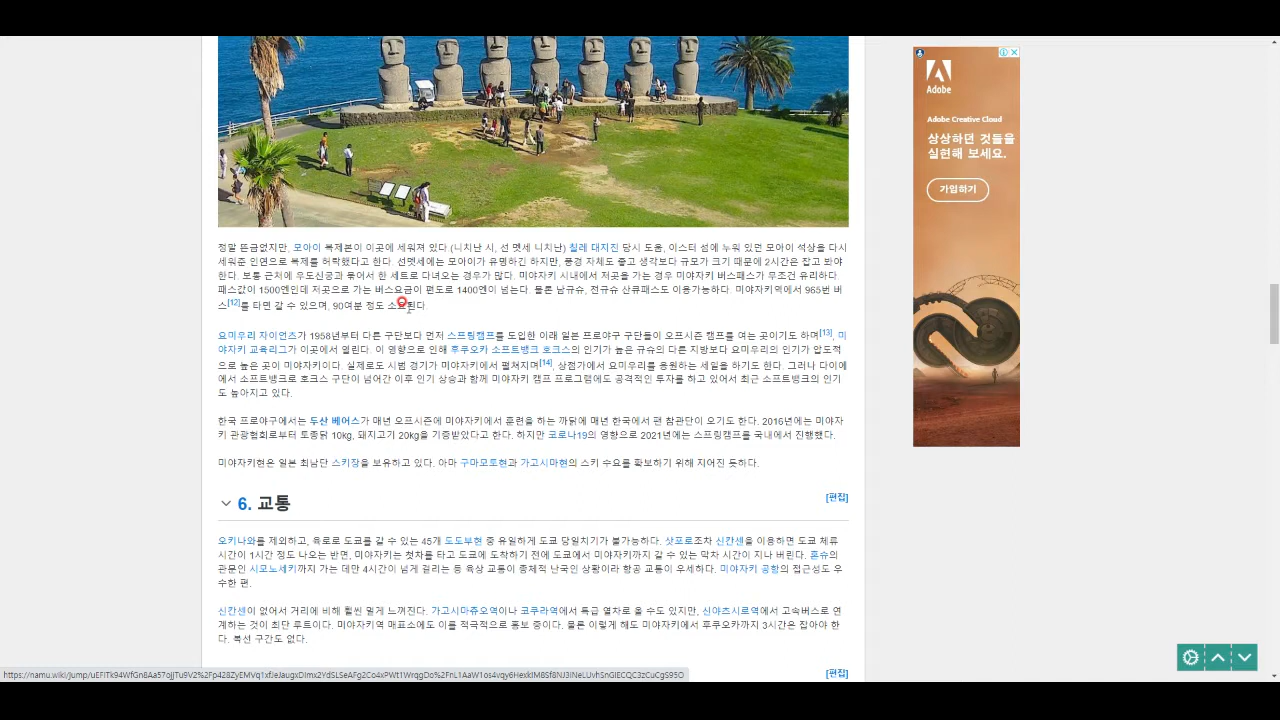 정말 뜬금없지만, 모아이 복제본이 이곳에 세워져 있다.(니치난 시, 선 멧세 니치난) 칠레 대지진 당시 도움, 이스터 섬에 누워 있던 모아이 석상을 다시
세워준 인연으로 복제를 허락했다고 한다. 선멧세에는 모아이가 유명하긴 하지만, 풍경 자체도 좋고 생각보다 규모가 크기 때문에 2시간은 잡고 봐야
한다. 보통 근처에 우도신궁과 묶어서 한 세트로 다녀오는 경우가 많다. 미야자키 시내에서 저곳을 가는 경우 미야자키 버스패스가 무조건 유리하다.
패스값이 1500엔인데 저곳으로 가는 버스요금이 편도로 1400엔이 넘는다. 물론 남규슈, 전규슈 산큐패스도 이용가능하다. 미야자키역에서 965번 버
스[12]를 타면 갈 수 있으며, 90여분 정도 소요된다.
요미우리 자이언츠가 1958년부터 다른 구단보다 먼저 스프링캠프를 도입한 이래 일본 프로야구 구단들이 오프시즌 캠프를 여는 곳이기도 하며[13], 미
야자키 교육리그가 이곳에서 열린다. 이 영향으로 인해 후쿠오카 소프트뱅크 호크스의 인기가 높은 규슈의 다른 지방보다 요미우리의 인기가 압도적
으로 높은 곳이 미야자키이다. 실제로도 시범 경기가 미야자키에서 펼쳐지며[14], 상점가에서 요미우리를 응원하는 세일을 하기도 한다. 그러나 다이에
에서 소프트뱅크로 호크스 구단이 넘어간 이후 인기 상승과 함께 미야자키 캠프 프로그램에도 공격적인 투자를 하고 있어서 최근 소프트뱅크의 인기
도 높아지고 있다.
한국 프로야구에서는 두산 베어스가 매년 오프시즌에 미야자키에서 훈련을 하는 까닭에 매년 한국에서 팬 참관단이 오기도 한다. 2016년에는 미야자
키 관광협회로부터 토종닭 10kg, 돼지고기 20kg을 기증받았다고 한다. 하지만 코로나19의 영향으로 2021년에는 스프링캠프를 국내에서 진행했다.
미야자키현은 일본 최남단 스키장을 보유하고 있다. 아마 구마모토현과 가고시마현의 스키 수요를 확보하기 위해 지어진 듯하다.
6. 교통
[편집]
오키나와를 제외하고, 육로로 도쿄를 갈 수 있는 45개 도도부현 중 유일하게 도쿄 당일치기가 불가능하다. 삿포로조차 신칸센을 이용하면 도쿄 체류
시간이 1시간 정도 나오는 반면, 미야자키는 첫차를 타고 도쿄에 도착하기 전에 도쿄에서 미야자키까지 갈 수 있는 막차 시간이 지나 버린다. 혼슈의
관문인 시모노세키까지 가는 데만 4시간이 넘게 걸리는 등 육상 교통이 총체적 난국인 상황이라 항공 교통이 우세하다. 미야자키 공항의 접근성도 우
수한 편.
신칸센이 없어서 거리에 비해 훨씬 멀게 느껴진다. 가고시마쥬오역이나 코쿠라역에서 특급 열차로 올 수도 있지만, 신야츠시로역에서 고속버스로 연
계하는 것이 최단 루트이다. 미야자키역 매표소에도 이를 적극적으로 홍보 중이다. 물론 이렇게 해도 미야자키에서 후쿠오카까지 3시간은 잡아야 한
다. 복선 구간도 없다.
[편집]
Adobe
Adobe Creative Cloud
상상하던 것들을
실현해 보세요.
가입하기